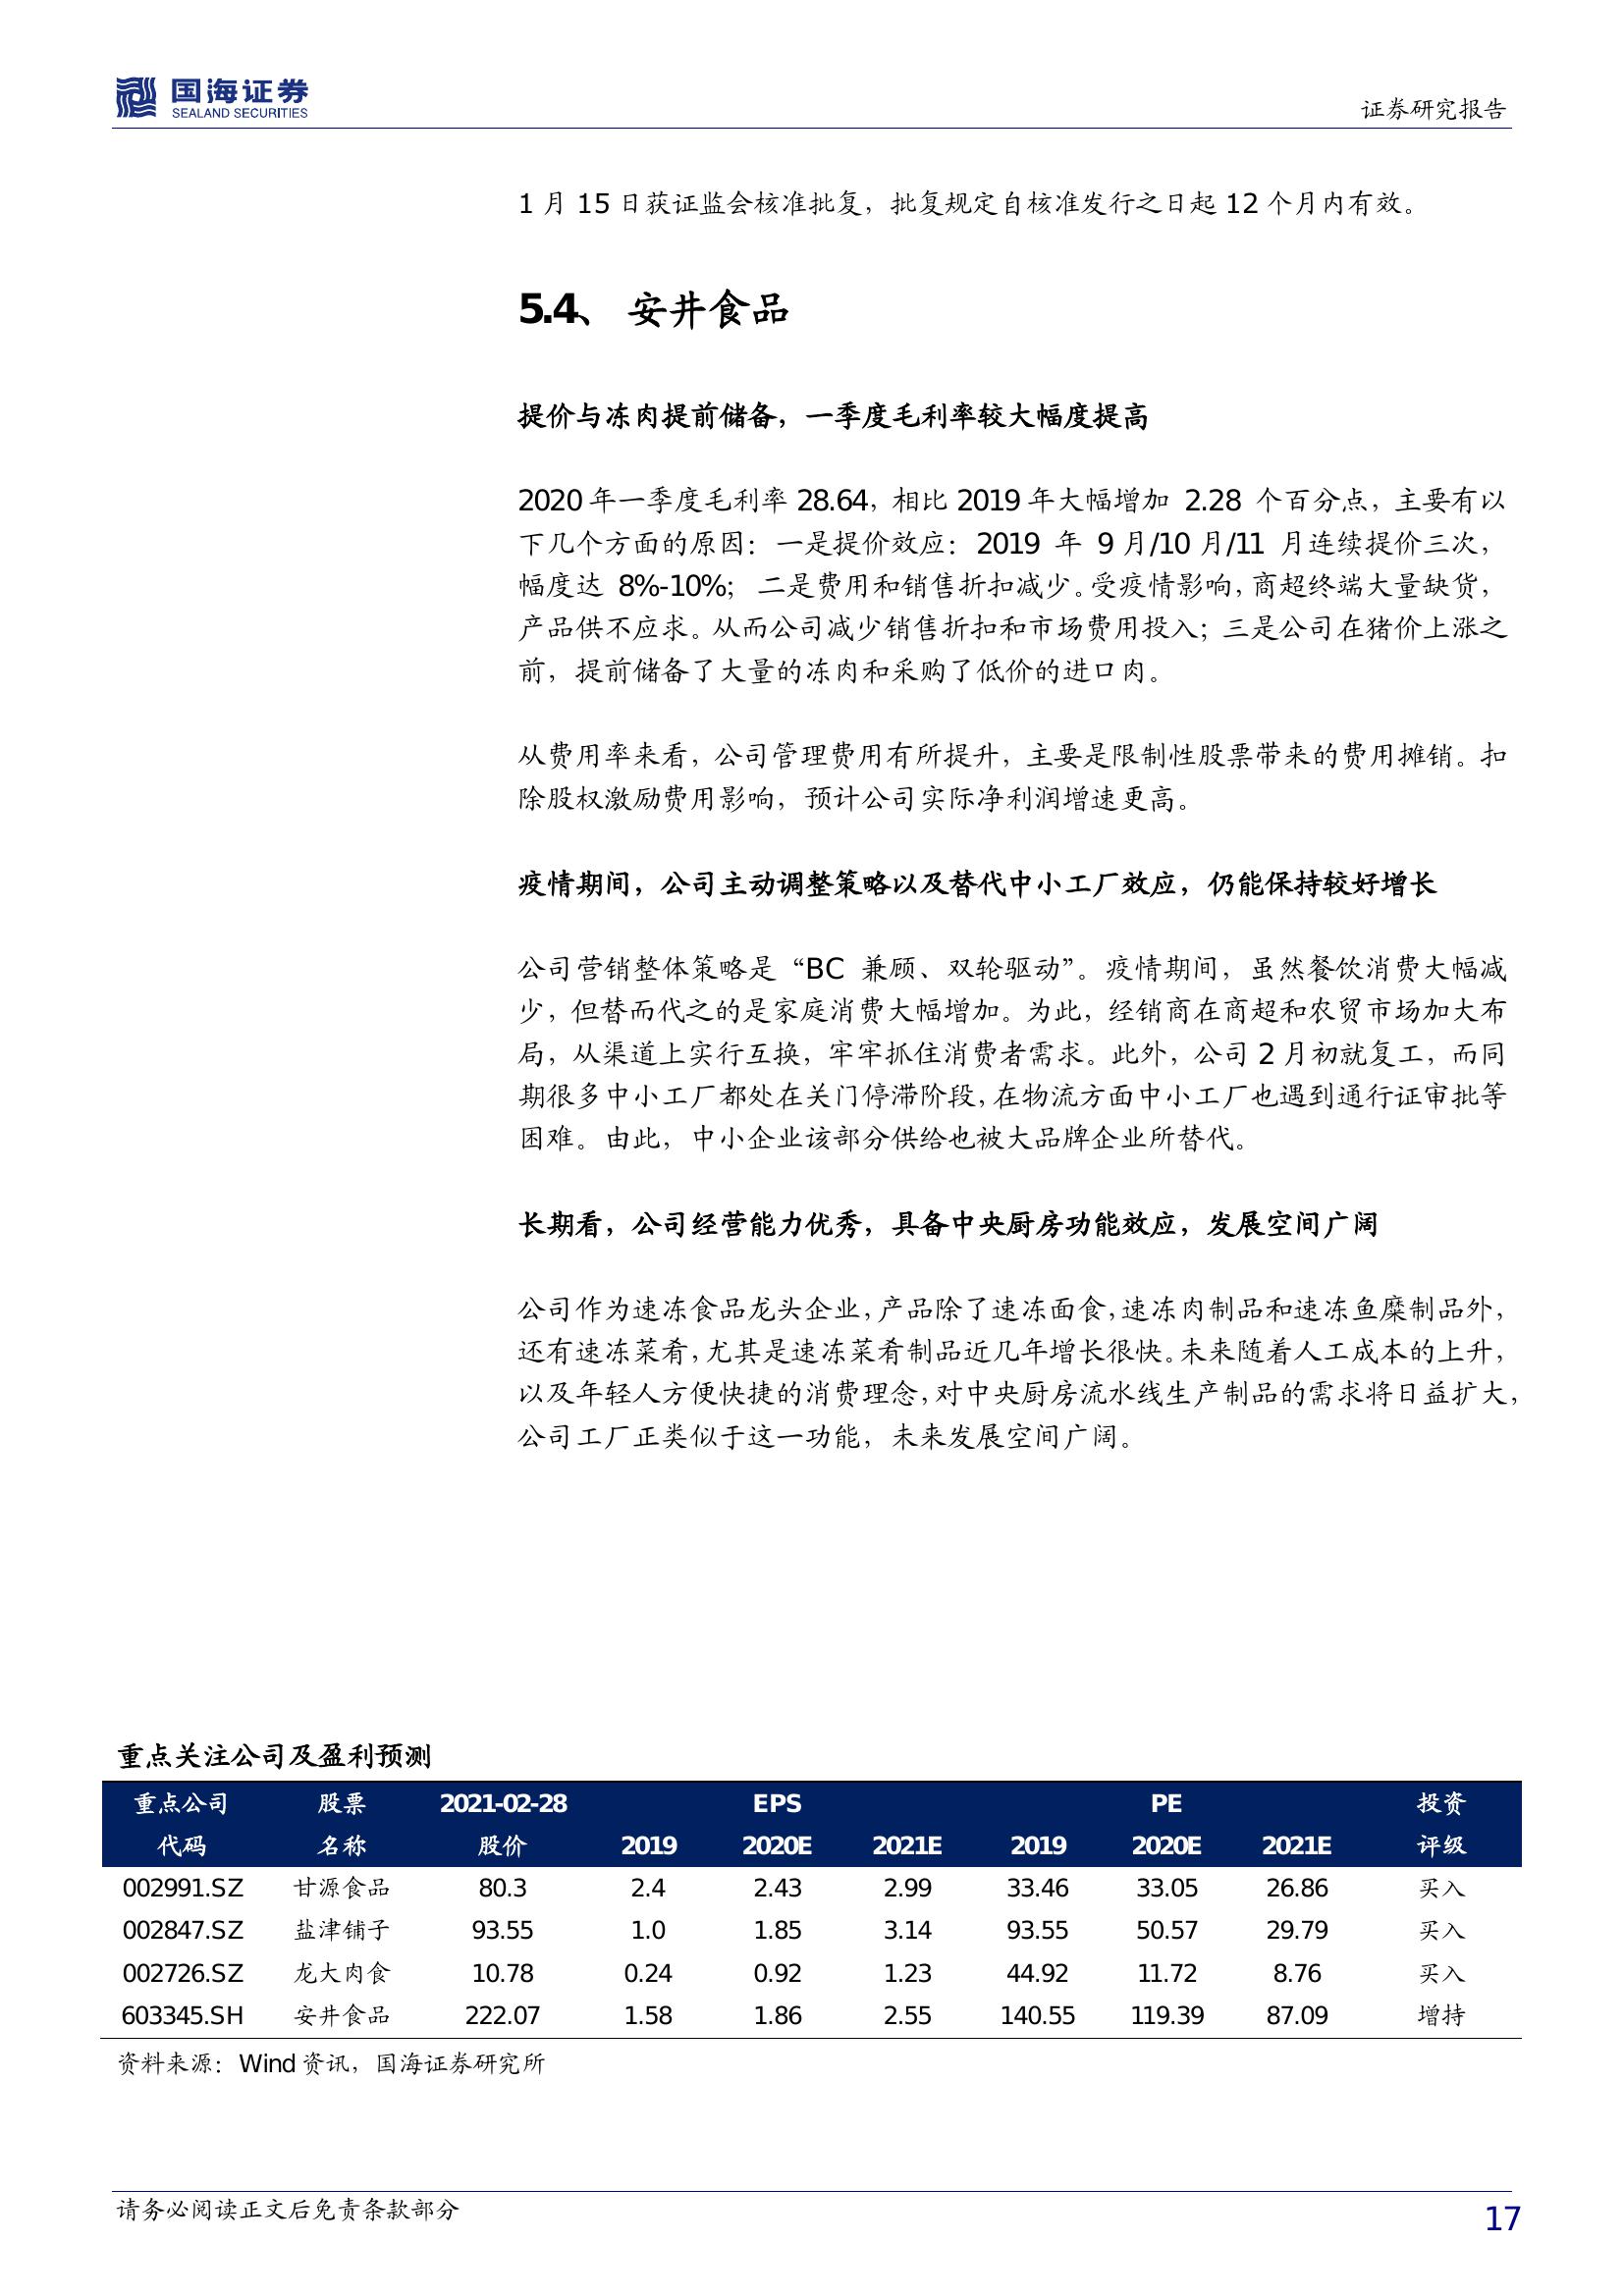 国海证券
SEALAND SECURITIES
证券研究报告
1 月 15 日获证监会核准批复，批复规定自核准发行之日起 12 个月内有效。
5.4、 安井食品
提价与冻肉提前储备，一季度毛利率较大幅度提高
2020 年一季度毛利率 28.64，相比 2019 年大幅增加 2.28 个百分点，主要有以
下几个方面的原因：一是提价效应：2019 年 9 月/10 月/11 月连续提价三次，
幅度达 8%-10%； 二是费用和销售折扣减少。受疫情影响，商超终端大量缺货，
产品供不应求。从而公司减少销售折扣和市场费用投入；三是公司在猪价上涨之
前，提前储备了大量的冻肉和采购了低价的进口肉。
从费用率来看，公司管理费用有所提升，主要是限制性股票带来的费用摊销。扣
除股权激励费用影响，预计公司实际净利润增速更高。
疫情期间，公司主动调整策略以及替代中小工厂效应，仍能保持较好增长
公司营销整体策略是“BC 兼顾、双轮驱动”。疫情期间，虽然餐饮消费大幅减
少，但替而代之的是家庭消费大幅增加。为此，经销商在商超和农贸市场加大布
局，从渠道上实行互换，牢牢抓住消费者需求。此外，公司 2 月初就复工，而同
期很多中小工厂都处在关门停滞阶段，在物流方面中小工厂也遇到通行证审批等
困难。由此，中小企业该部分供给也被大品牌企业所替代。
长期看，公司经营能力优秀，具备中央厨房功能效应，发展空间广阔
公司作为速冻食品龙头企业，产品除了速冻面食，速冻肉制品和速冻鱼糜制品外，
还有速冻菜肴，尤其是速冻菜肴制品近几年增长很快。未来随着人工成本的上升，
以及年轻人方便快捷的消费理念，对中央厨房流水线生产制品的需求将日益扩大，
公司工厂正类似于这一功能，未来发展空间广阔。
重点关注公司及盈利预测
重点公司 股票 2021-02-28 EPS PE 投资
代码 名称 股价 2019 2020E 2021E 2019 2020E 2021E 评级
002991.SZ 甘源食品 80.3 2.4 2.43 2.99 33.46 33.05 26.86 买入
002847.SZ 盐津铺子 93.55 1.0 1.85 3.14 93.55 50.57 29.79 买入
002726.SZ 龙大肉食 10.78 0.24 0.92 1.23 44.92 11.72 8.76 买入
603345.SH 安井食品 222.07 1.58 1.86 2.55 140.55 119.39 87.09 增持
资料来源：Wind 资讯，国海证券研究所
请务必阅读正文后免责条款部分
17